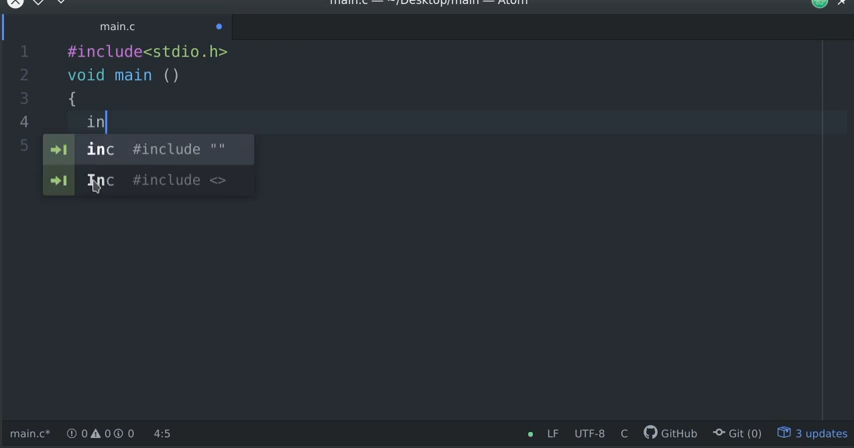 main.c — ~/Desktop/main — Atom
main.c
1 #include<stdio.h>
2 void main ()
3 {
4 in
5
inc #include ""
Inc #include <>
main.c* 0 0 0 4:5 LF UTF-8 C GitHub Git (0) 3 updates